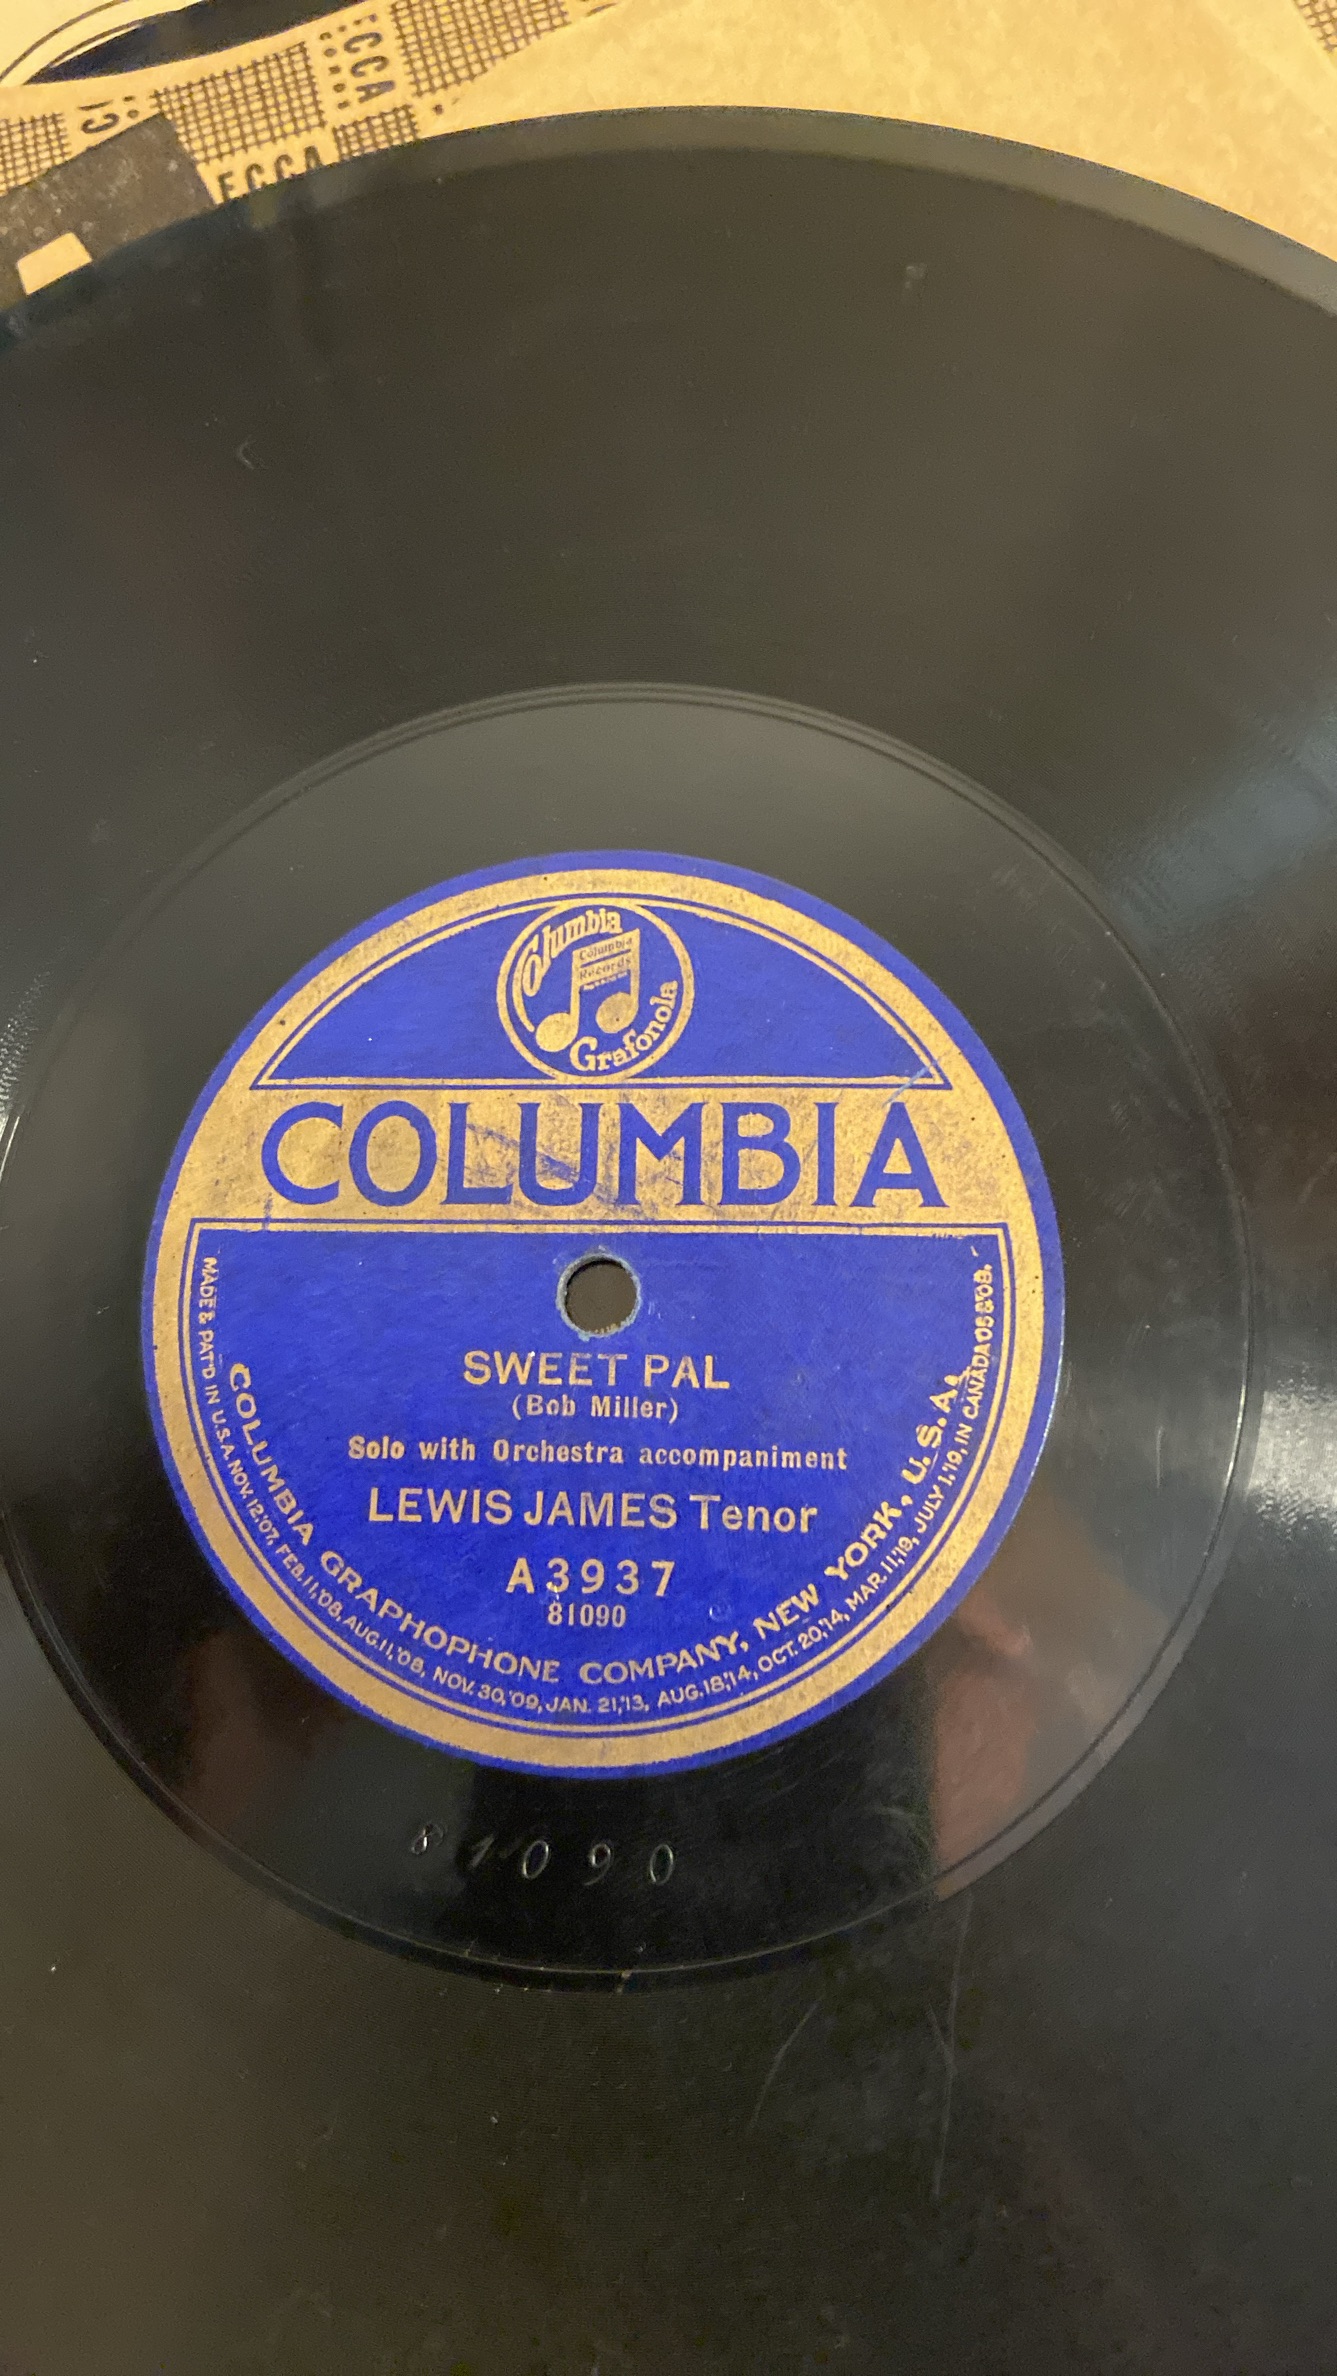 CCA
ECCA
Columbia
Columbia
Records
Grafonola
COLUMBIA
SWEET PAL
(Bob Miller)
Solo with Orchestra accompaniment
LEWIS JAMES Tenor
A3937
81090
COLUMBIA GRAPHOPHONE COMPANY, NEW YORK, U.S.A.
MADE & PAT'D IN U.S.A. NOV. 12,'07, FEB. 11,'08, AUG. 11,'08, NOV. 30,'09, JAN. 21,'13, AUG. 18,'14, OCT. 20,'14, MAR. 11,'19, JULY 1,'19, IN CANADA '05 & '08.
81090